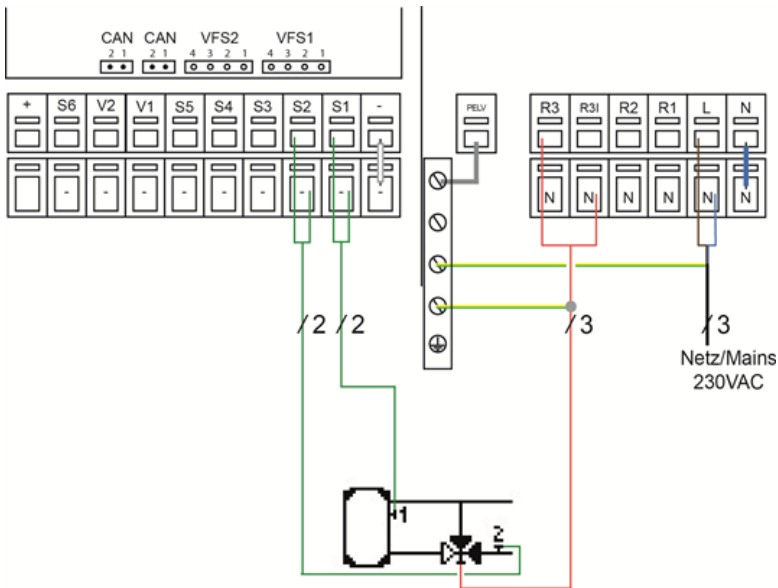 CAN CAN VFS2 VFS1
2 1 2 1 4 3 2 1 4 3 2 1
+ S6 V2 V1 S5 S4 S3 S2 S1 - PELV R3 R3I R2 R1 L N
- - - - - - - - - N N N N N N
2 2 3 3
Netz/Mains
230VAC
1
2